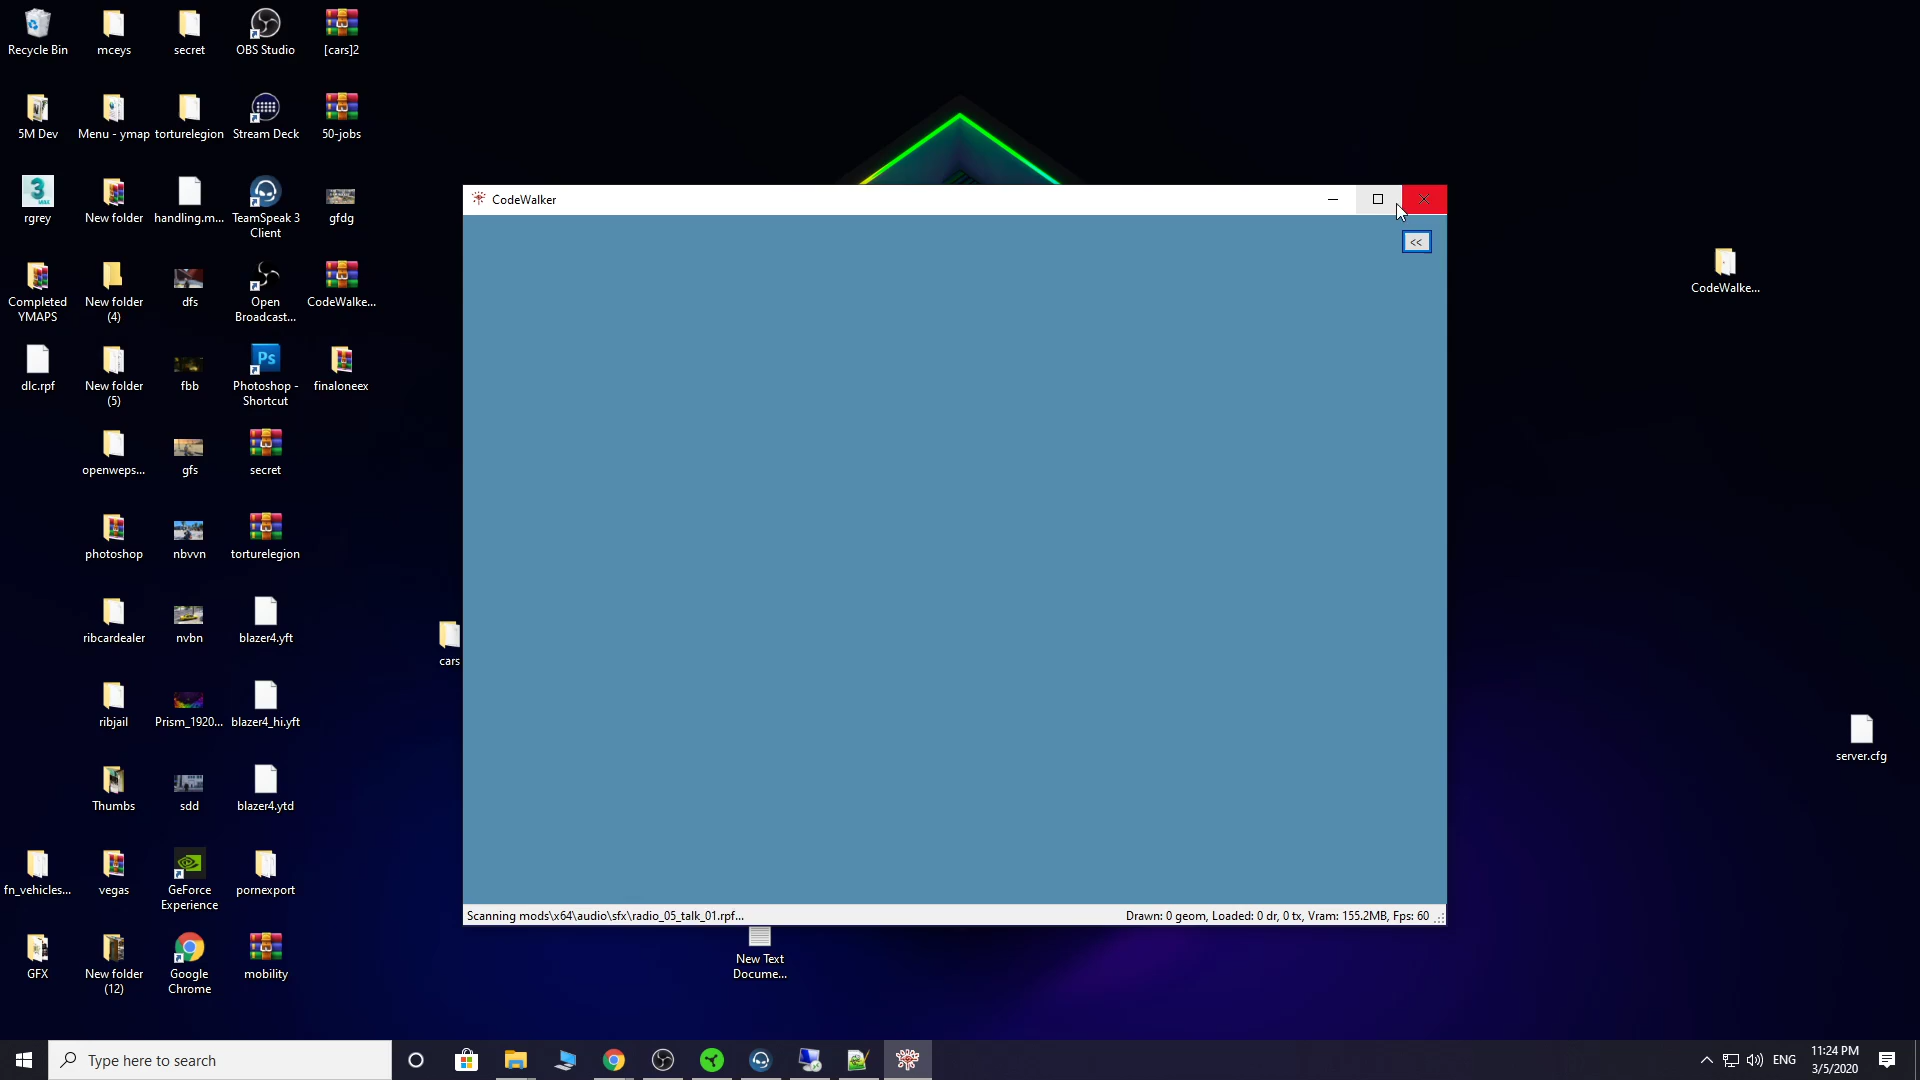 Recycle Bin
mceys
secret
OBS Studio
[cars]2
5M Dev
Menu - ymap
torturelegion
Stream Deck
50-jobs
rgrey
New folder
handling.m...
TeamSpeak 3
Client
gfdg
Completed
YMAPS
New folder
(4)
dfs
Open
Broadcast...
CodeWalke...
dlc.rpf
New folder
(5)
fbb
Ps
Photoshop -
Shortcut
finaloneex
openweps...
gfs
secret
photoshop
nbvvn
torturelegion
ribcardealer
nvbn
blazer4.yft
ribjail
Prism_1920...
blazer4_hi.yft
Thumbs
sdd
blazer4.ytd
fn_vehicles...
vegas
GeForce
Experience
pornexport
GFX
New folder
(12)
Google
Chrome
mobility
cars
CodeWalker
<<
Scanning mods\x64\audio\sfx\radio_05_talk_01.rpf...
Drawn: 0 geom, Loaded: 0 dr, 0 tx, Vram: 155.2MB, Fps: 60
New Text
Docume...
CodeWalke...
server.cfg
Type here to search
ENG
11:24 PM
3/5/2020